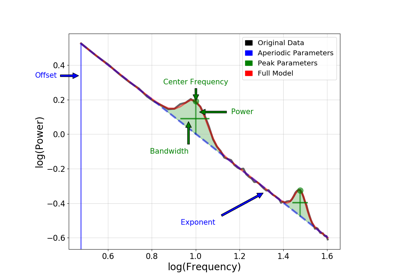 Original Data
Aperiodic Parameters
Peak Parameters
Full Model
Offset
Center Frequency
Power
Bandwidth
Exponent
log(Power)
0.4
0.2
0.0
−0.2
−0.4
−0.6
0.6
0.8
1.0
1.2
1.4
1.6
log(Frequency)